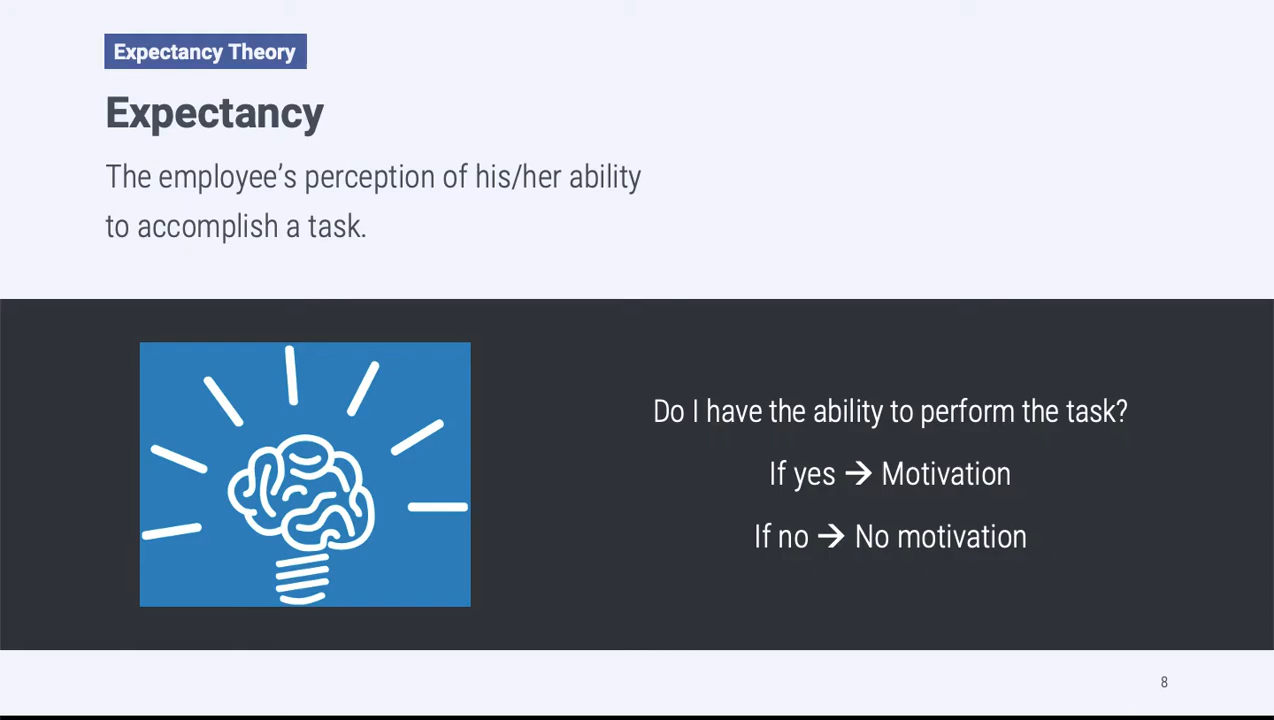 Expectancy Theory
Expectancy
The employee’s perception of his/her ability
to accomplish a task.
Do I have the ability to perform the task?
If yes → Motivation
If no → No motivation
8